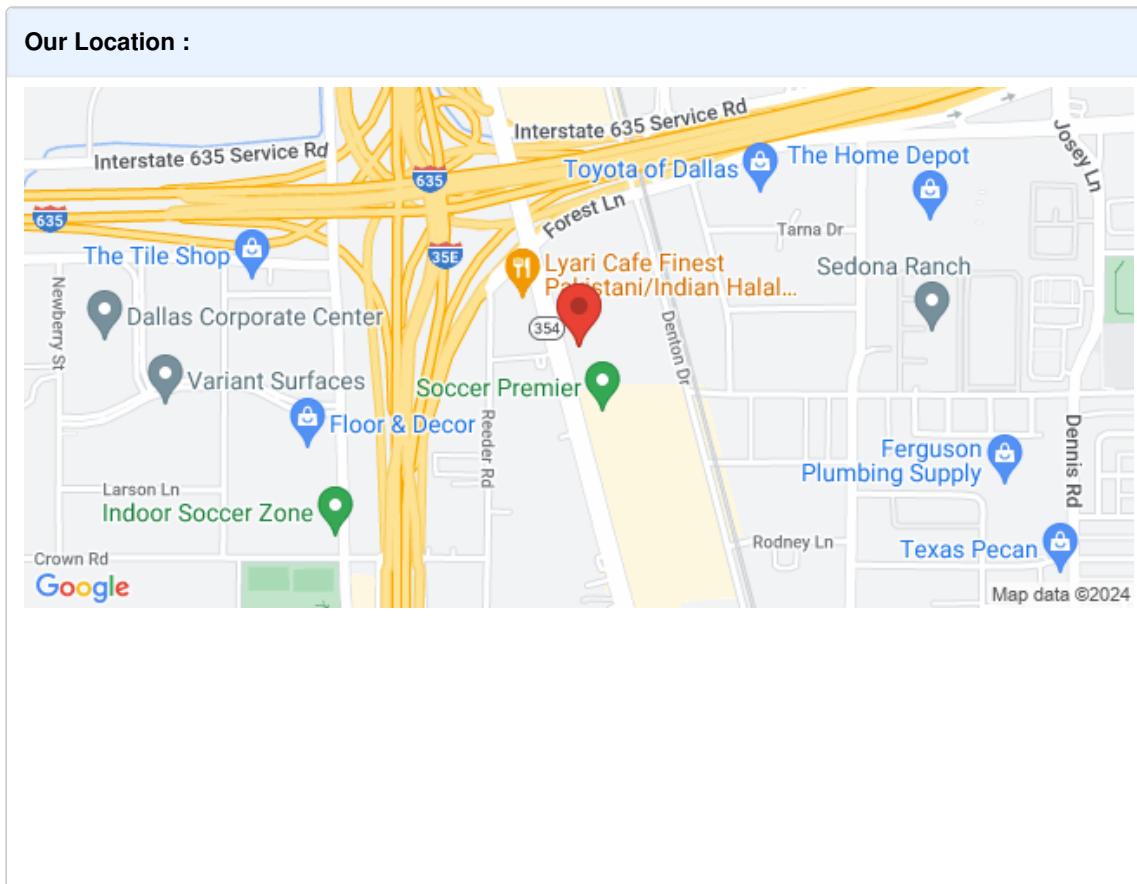 Our Location :
Interstate 635 Service Rd
Josey Ln
Interstate 635 Service Rd
635
Toyota of Dallas
The Home Depot
635
Forest Ln
Tarna Dr
The Tile Shop
35E
Lyari Cafe Finest
Pakistani/Indian Halal...
Sedona Ranch
Newberry St
Dallas Corporate Center
354
Denton Dr
Variant Surfaces
Soccer Premier
Floor & Decor
Reeder Rd
Dennis Rd
Ferguson
Plumbing Supply
Larson Ln
Indoor Soccer Zone
Rodney Ln
Texas Pecan
Crown Rd
Google
Map data ©2024